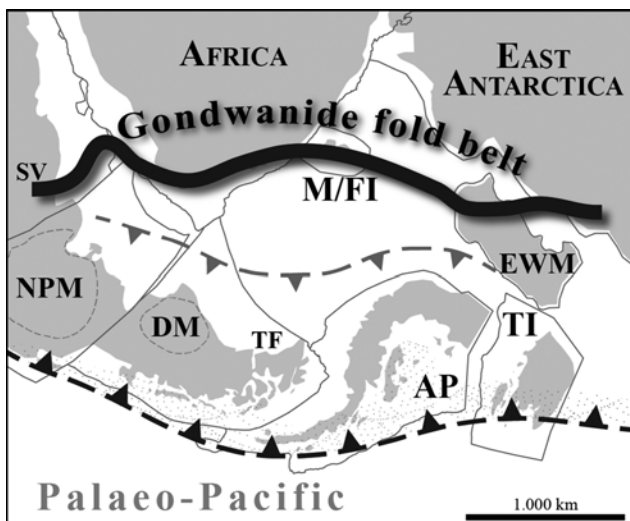 AFRICA
EAST
ANTARCTICA
Gondwanide fold belt
SV
M/FI
NPM
EWM
DM
TF
TI
AP
Palaeo-Pacific
1.000 km